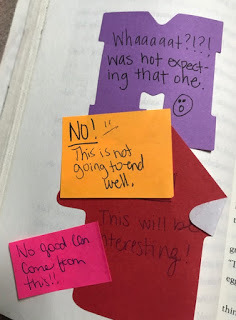 Whaaaaat?!?!
was not expect-
ing that one.
NO!
This is not
going to end
well.
This will be
interesting!
No good can
come from
this!!